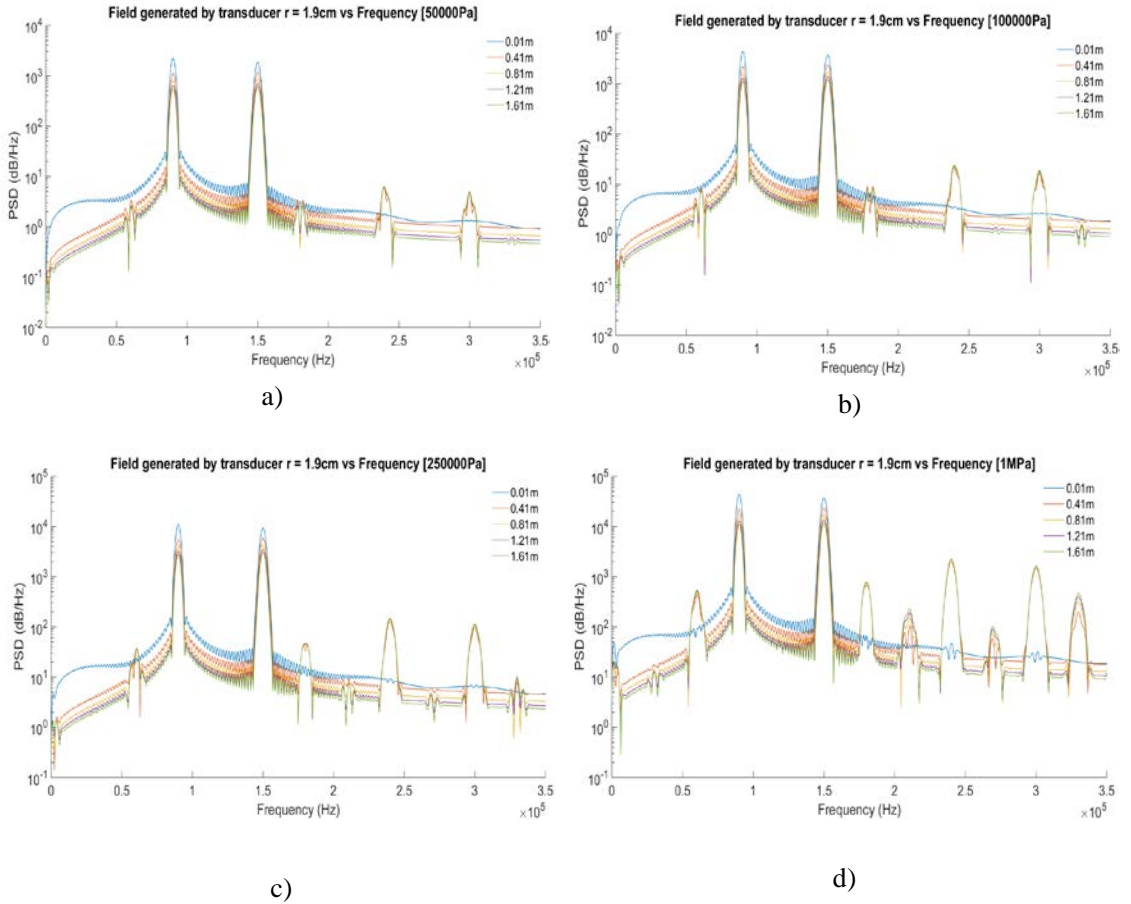 Field generated by transducer r = 1.9cm vs Frequency [50000Pa]
10^4
10^3
10^2
10^1
10^0
10^-1
10^-2
PSD (dB/Hz)
0.01m
0.41m
0.81m
1.21m
1.61m
0 0.5 1 1.5 2 2.5 3 3.5
×10^5
Frequency (Hz)
a)
Field generated by transducer r = 1.9cm vs Frequency [100000Pa]
10^5
10^4
10^3
10^2
10^1
10^0
10^-1
10^-2
PSD (dB/Hz)
0.01m
0.41m
0.81m
1.21m
1.61m
0 0.5 1 1.5 2 2.5 3 3.5
×10^5
Frequency (Hz)
b)
Field generated by transducer r = 1.9cm vs Frequency [250000Pa]
10^5
10^4
10^3
10^2
10^1
10^0
10^-1
PSD (dB/Hz)
0.01m
0.41m
0.81m
1.21m
1.61m
0 0.5 1 1.5 2 2.5 3 3.5
×10^5
Frequency (Hz)
c)
Field generated by transducer r = 1.9cm vs Frequency [1MPa]
10^5
10^4
10^3
10^2
10^1
10^0
10^-1
PSD (dB/Hz)
0.01m
0.41m
0.81m
1.21m
1.61m
0 0.5 1 1.5 2 2.5 3 3.5
×10^5
Frequency (Hz)
d)